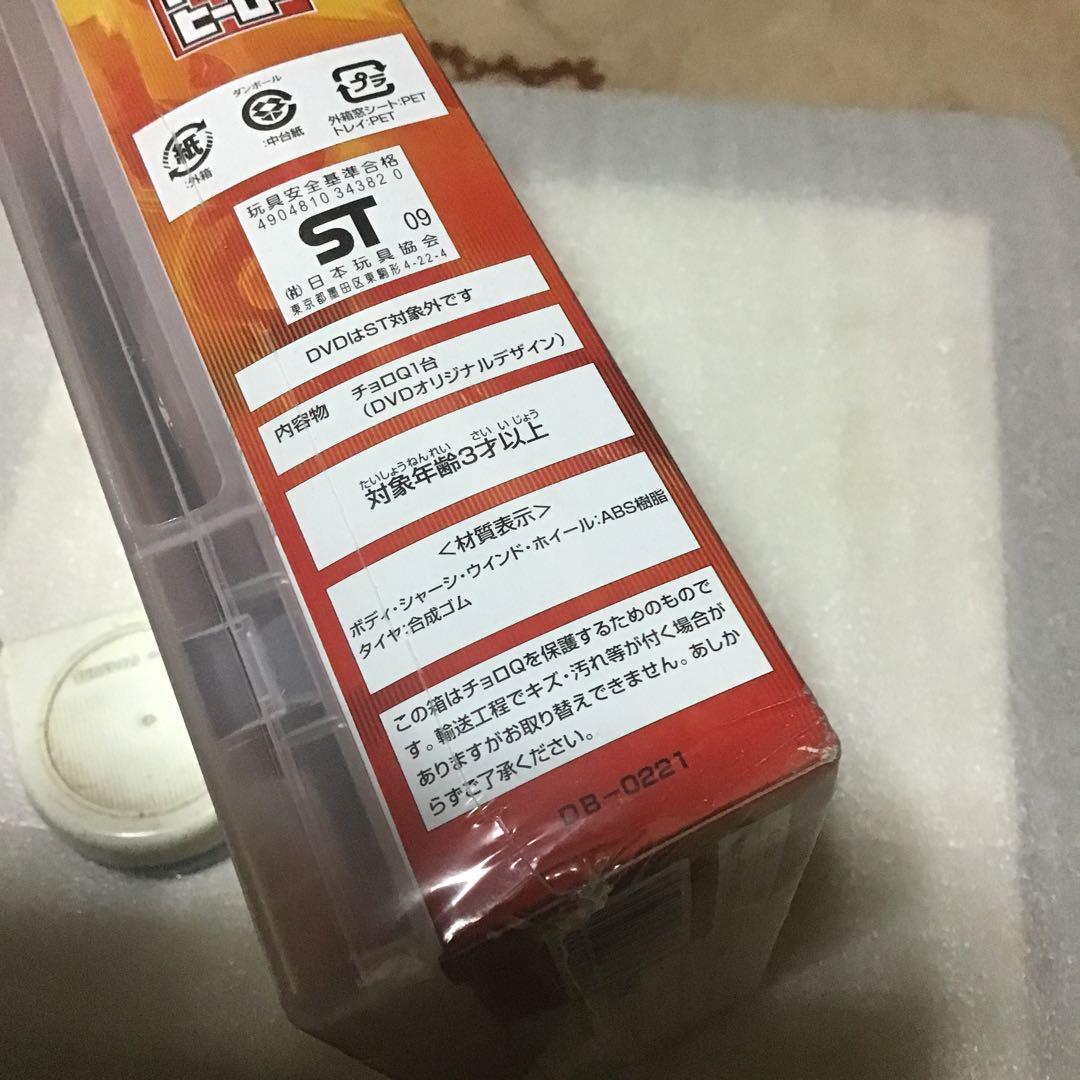 ヒーロー
紙
:外箱
ダンボール
:中台紙
プラ
外箱窓シート:PET
トレイ:PET
玩具安全基準合格
4904810 34382 0
ST 09
㈳日本玩具協会
東京都墨田区東駒形4-22-4
DVDはST対象外です
内容物 チョロQ1台
(DVDオリジナルデザイン)
たいしょうねんれい さい いじょう
対象年齢3才以上
<材質表示>
ボディ・シャーシ・ウインド・ホイール:ABS樹脂
タイヤ:合成ゴム
この箱はチョロQを保護するためのもので
す。輸送工程でキズ・汚れ等が付く場合が
ありますがお取り替えできません。あしか
らずご了承ください。
DB-0221